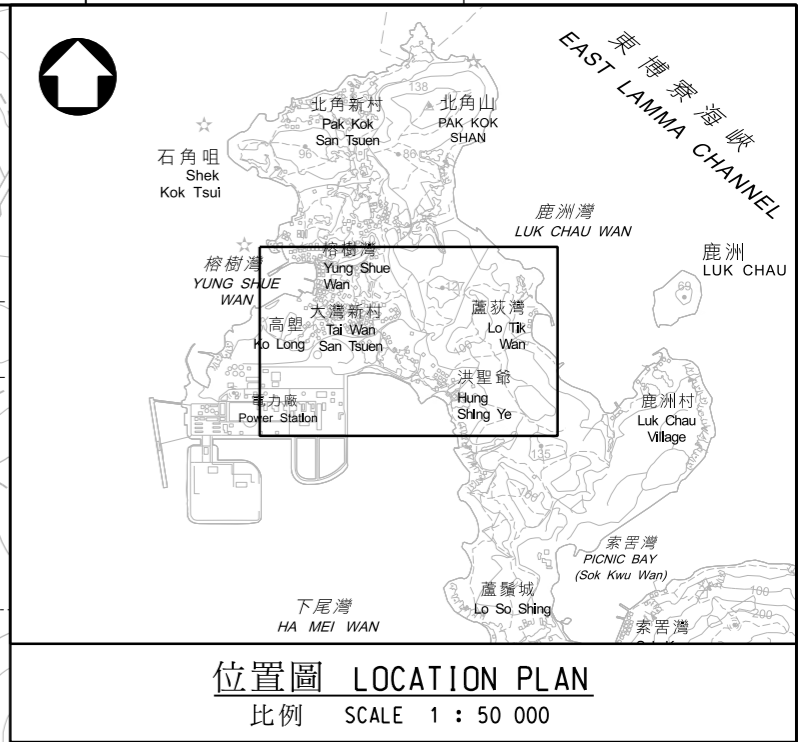 東博寮海峽
EAST LAMMA CHANNEL
138
北角新村
Pak Kok
San Tsuen
北角山
PAK KOK
SHAN
96
80
石角咀
Shek
Kok Tsui
鹿洲灣
LUK CHAU WAN
鹿洲
LUK CHAU
69
榕樹灣
YUNG SHUE
WAN
榕樹灣
Yung Shue
Wan
127
大灣新村
Tai Wan
San Tsuen
高塱
Ko Long
蘆荻灣
Lo Tik
Wan
洪聖爺
Hung
Shing Ye
電力廠
Power Station
鹿洲村
Luk Chau
Village
135
100
索罟灣
PICNIC BAY
(Sok Kwu Wan)
蘆鬚城
Lo So Shing
下尾灣
HA MEI WAN
100
200
索罟灣
位置圖 LOCATION PLAN
比例 SCALE 1 : 50 000